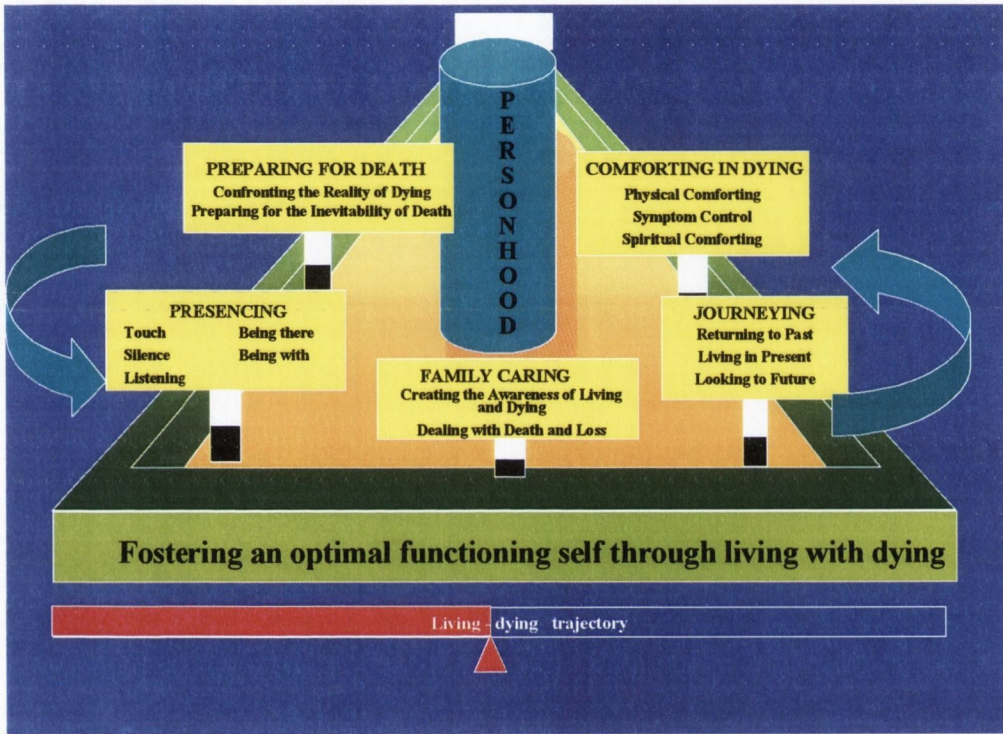 PERSONHOOD
PREPARING FOR DEATH
Confronting the Reality of Dying
Preparing for the Inevitability of Death
COMFORTING IN DYING
Physical Comforting
Symptom Control
Spiritual Comforting
PRESENCING
Touch Being there
Silence Being with
Listening
JOURNEYING
Returning to Past
Living in Present
Looking to Future
FAMILY CARING
Creating the Awareness of Living
and Dying
Dealing with Death and Loss
Fostering an optimal functioning self through living with dying
Living - dying trajectory